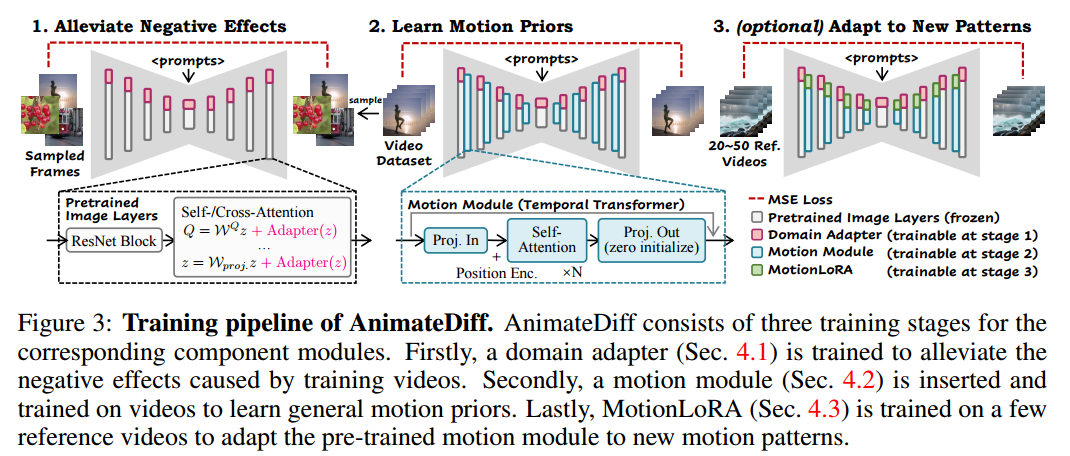 1. Alleviate Negative Effects
2. Learn Motion Priors
3. (optional) Adapt to New Patterns
<prompts>
<prompts>
<prompts>
Sampled
Frames
sample
Video
Dataset
20~50 Ref.
Videos
Pretrained
Image Layers
ResNet Block
Self-/Cross-Attention
Q = W^Q z + Adapter(z)
...
z = W_proj. z + Adapter(z)
Motion Module (Temporal Transformer)
Proj. In
+
Position Enc.
Self-
Attention
×N
Proj. Out
(zero initialize)
MSE Loss
Pretrained Image Layers (frozen)
Domain Adapter (trainable at stage 1)
Motion Module (trainable at stage 2)
MotionLoRA (trainable at stage 3)
Figure 3: Training pipeline of AnimateDiff. AnimateDiff consists of three training stages for the
corresponding component modules. Firstly, a domain adapter (Sec. 4.1) is trained to alleviate the
negative effects caused by training videos. Secondly, a motion module (Sec. 4.2) is inserted and
trained on videos to learn general motion priors. Lastly, MotionLoRA (Sec. 4.3) is trained on a few
reference videos to adapt the pre-trained motion module to new motion patterns.